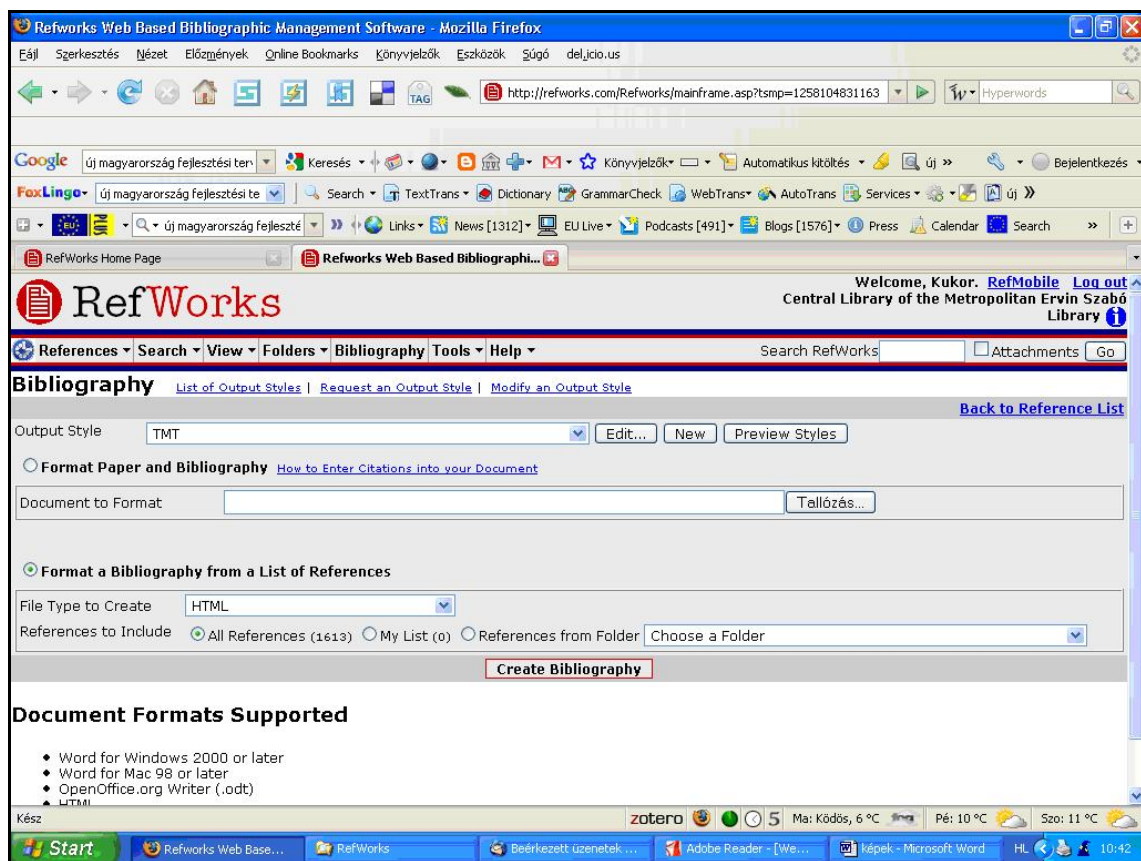 Refworks Web Based Bibliographic Management Software - Mozilla Firefox
Fájl Szerkesztés Nézet Előzmények Online Bookmarks Könyvjelzők Eszközök Súgó del.icio.us
TAG http://refworks.com/Refworks/mainframe.asp?tsmp=1258104831163 Hyperwords
Google új magyarország fejlesztési terv Keresés Könyvjelzők Automatikus kitöltés új » Bejelentkezés
FoxLingo új magyarország fejlesztési te Search TextTrans Dictionary GrammarCheck WebTrans AutoTrans Services új »
EU új magyarország fejleszté » Links News [1312] EU Live Podcasts [491] Blogs [1576] Press Calendar Search »
RefWorks Home Page Refworks Web Based Bibliographi...
Welcome, Kukor. RefMobile Log out
RefWorks Central Library of the Metropolitan Ervin Szabó
Library
References Search View Folders Bibliography Tools Help Search RefWorks Attachments Go
Bibliography List of Output Styles | Request an Output Style | Modify an Output Style
Back to Reference List
Output Style TMT Edit... New Preview Styles
Format Paper and Bibliography How to Enter Citations into your Document
Document to Format Tallózás...
Format a Bibliography from a List of References
File Type to Create HTML
References to Include All References (1613) My List (0) References from Folder Choose a Folder
Create Bibliography
Document Formats Supported
• Word for Windows 2000 or later
• Word for Mac 98 or later
• OpenOffice.org Writer (.odt)
• HTML
Kész zotero 5 Ma: Ködös, 6 °C Pé: 10 °C Szo: 11 °C
Start Refworks Web Base... RefWorks Beérkezett üzenetek ... Adobe Reader - [We... képek - Microsoft Word HL 10:42